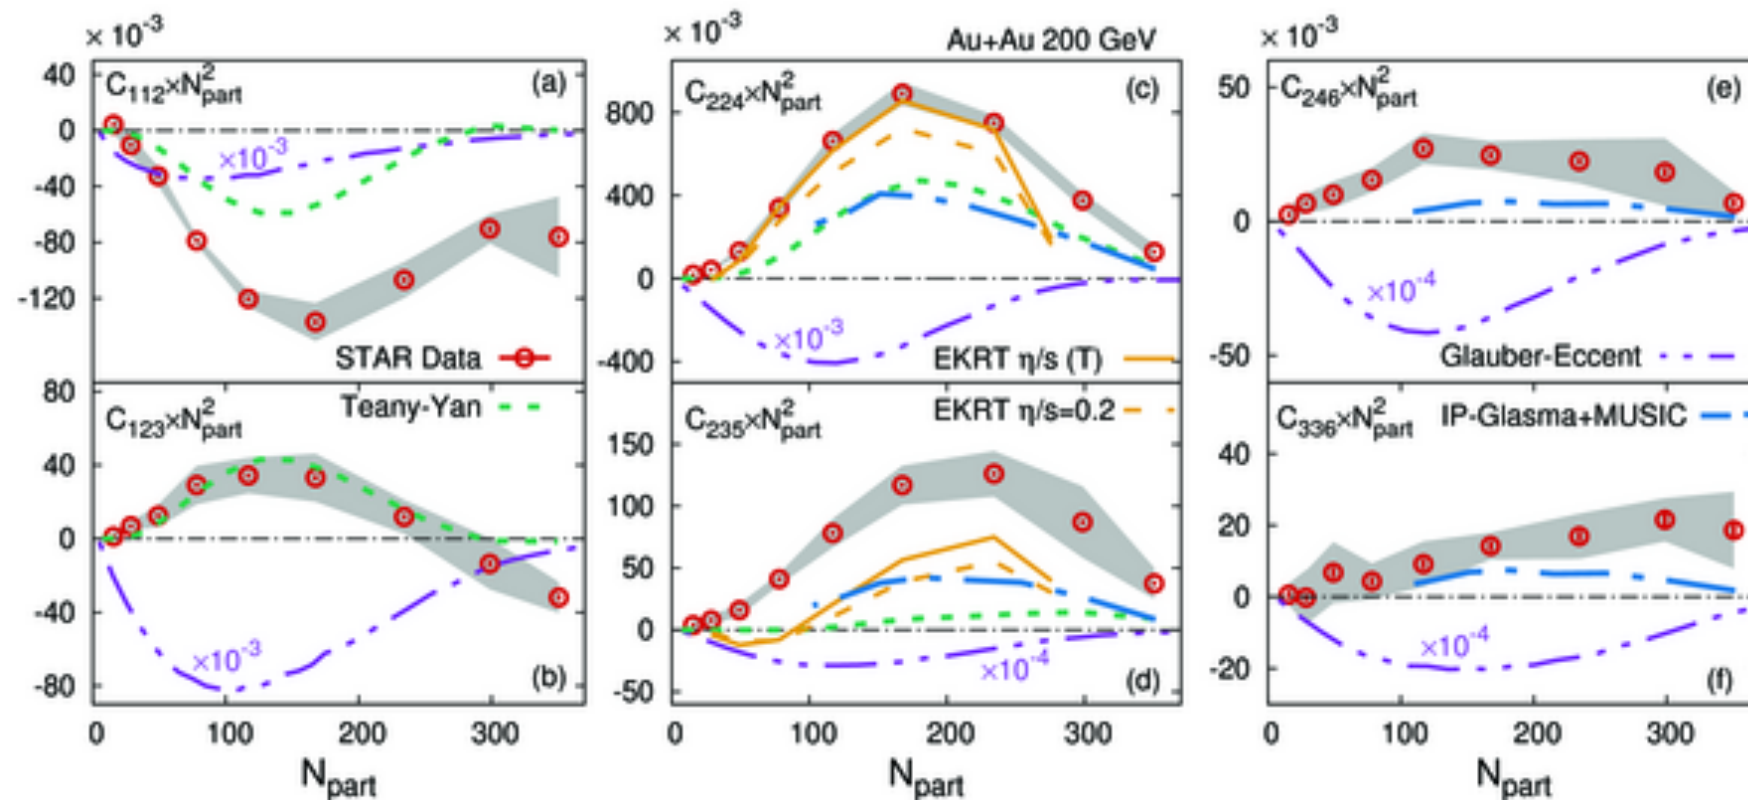 × 10⁻³
× 10⁻³
Au+Au 200 GeV
× 10⁻³
C₁₁₂×N²part
(a)
40
0
-40
-80
-120
×10⁻³
STAR Data
C₂₂₄×N²part
(c)
800
400
0
-400
×10⁻³
EKRT η/s (T)
C₂₄₆×N²part
(e)
50
0
-50
×10⁻⁴
Glauber-Eccent
C₁₂₃×N²part
Teany-Yan
80
40
0
-40
-80
×10⁻³
(b)
C₂₃₅×N²part
EKRT η/s=0.2
150
100
50
0
-50
×10⁻⁴
(d)
C₃₃₆×N²part
IP-Glasma+MUSIC
40
20
0
-20
×10⁻⁴
(f)
0 100 200 300
0 100 200 300
0 100 200 300
Npart
Npart
Npart